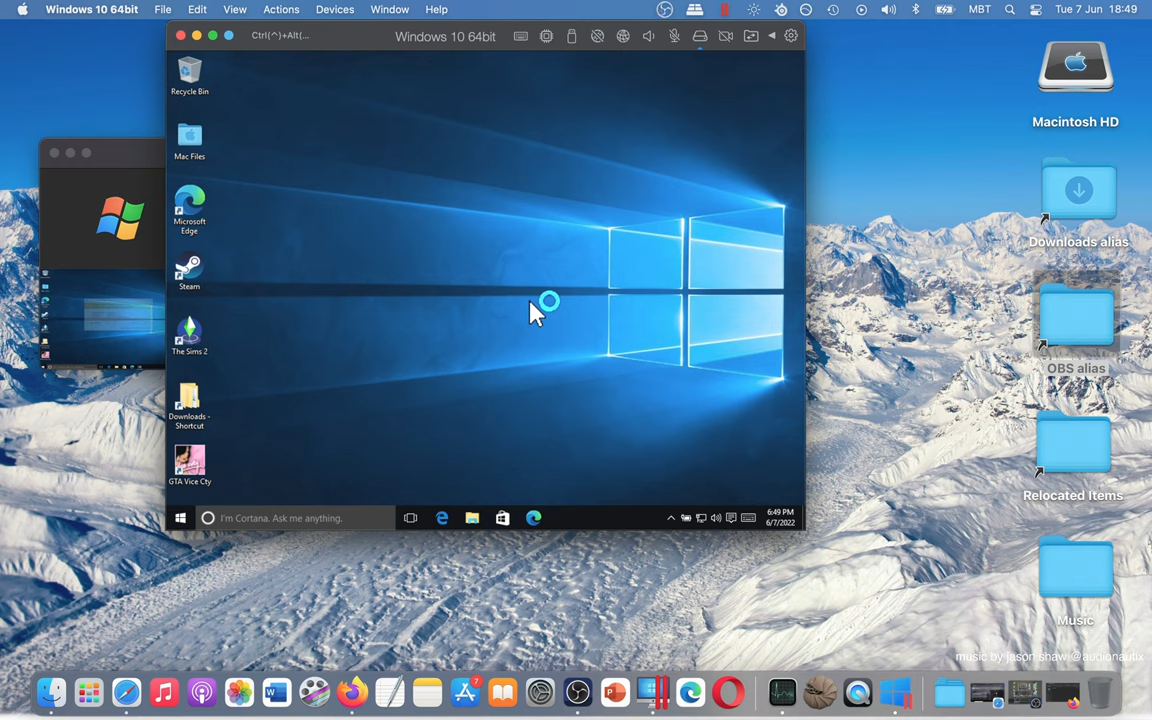 Windows 10 64bit File Edit View Actions Devices Window Help
MBT Tue 7 Jun 18:49
Ctrl(^)+Alt(...
Windows 10 64bit
Recycle Bin
Mac Files
Microsoft
Edge
Steam
The Sims 2
Downloads -
Shortcut
GTA Vice Cty
I'm Cortana. Ask me anything.
6:49 PM
6/7/2022
Macintosh HD
Downloads alias
OBS alias
Relocated Items
Music
music by jason shaw @audionautix
7